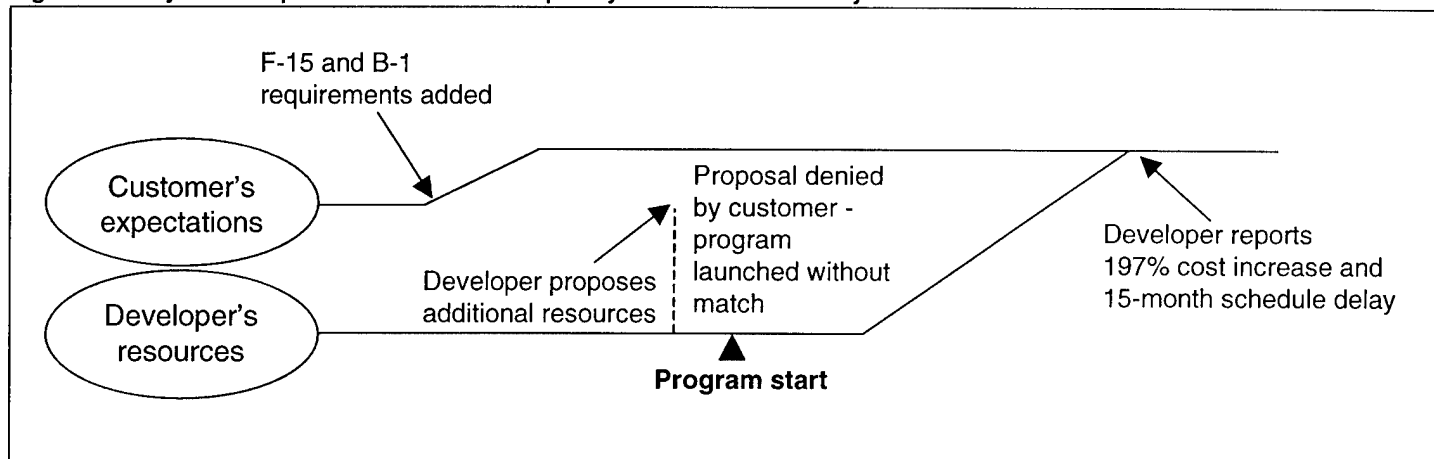 F-15 and B-1
requirements added
Customer's
expectations
Proposal denied
by customer -
program
launched without
match
Developer proposes
additional resources
Developer reports
197% cost increase and
15-month schedule delay
Developer's
resources
Program start